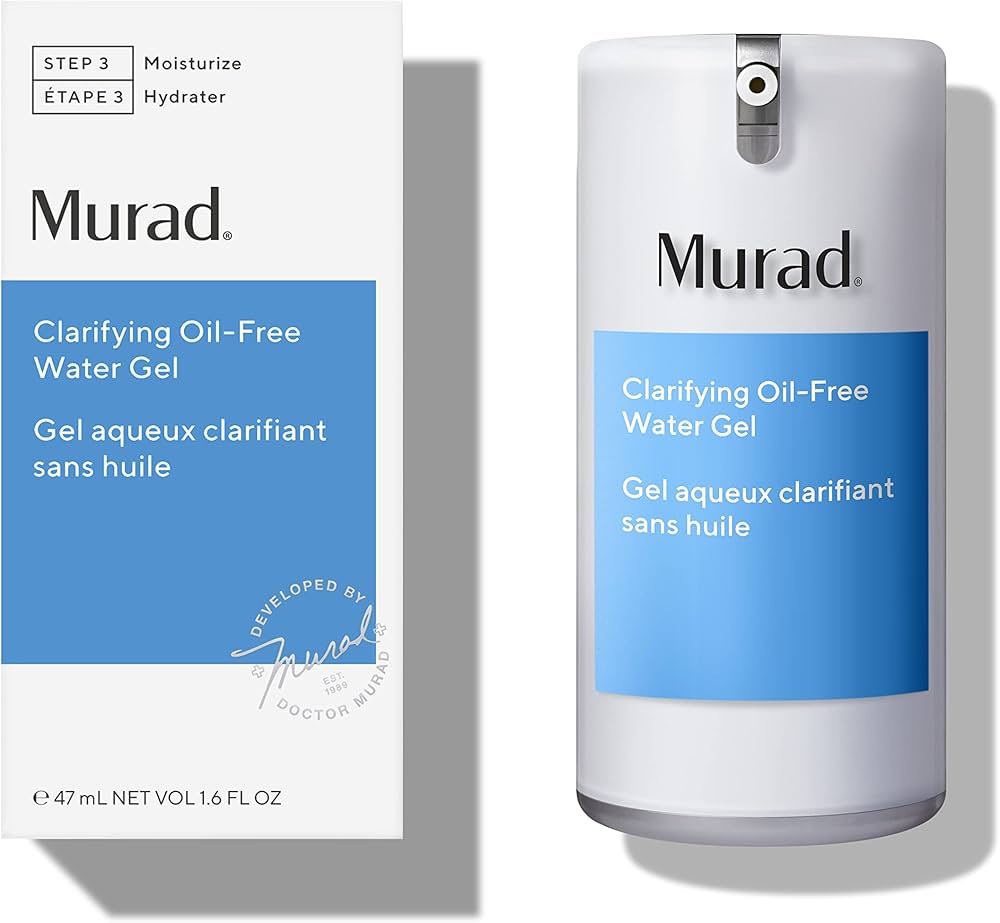 STEP 3 Moisturize
ÉTAPE 3 Hydrater
Murad®
Clarifying Oil-Free
Water Gel
Gel aqueux clarifiant
sans huile
DEVELOPED BY
Murad
EST.
1989
DOCTOR MURAD
℮ 47 mL NET VOL 1.6 FL OZ
Murad®
Clarifying Oil-Free
Water Gel
Gel aqueux clarifiant
sans huile